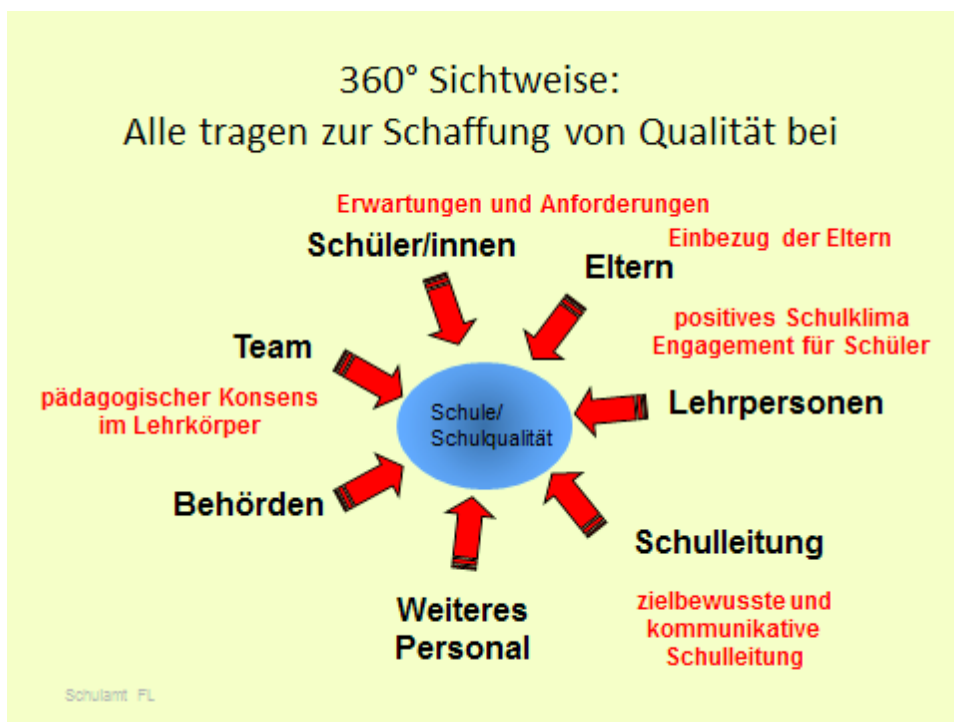 360° Sichtweise:
Alle tragen zur Schaffung von Qualität bei
Erwartungen und Anforderungen
Schüler/innen
Einbezug der Eltern
Eltern
positives Schulklima
Engagement für Schüler
Team
Lehrpersonen
pädagogischer Konsens
im Lehrkörper
Schule/
Schulqualität
Behörden
Schulleitung
Weiteres
Personal
zielbewusste und
kommunikative
Schulleitung
Schulamt FL